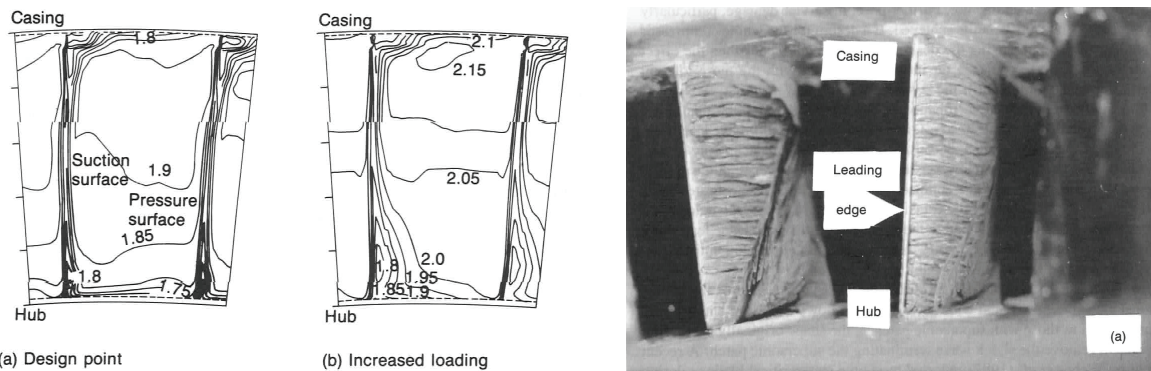 Casing
1.8
Suction
surface
1.9
Pressure
surface
1.85
1.8
1.75
Hub
(a) Design point
Casing
2.1
2.15
2.05
2.0
1.8
1.95
1.85
1.9
Hub
(b) Increased loading
Casing
Leading
edge
Hub
(a)